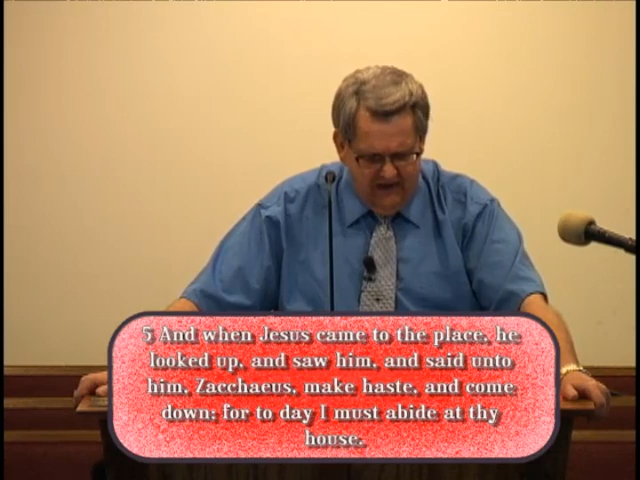 5 And when Jesus came to the place, he
looked up, and saw him, and said unto
him, Zacchaeus, make haste, and come
down; for to day I must abide at thy
house.